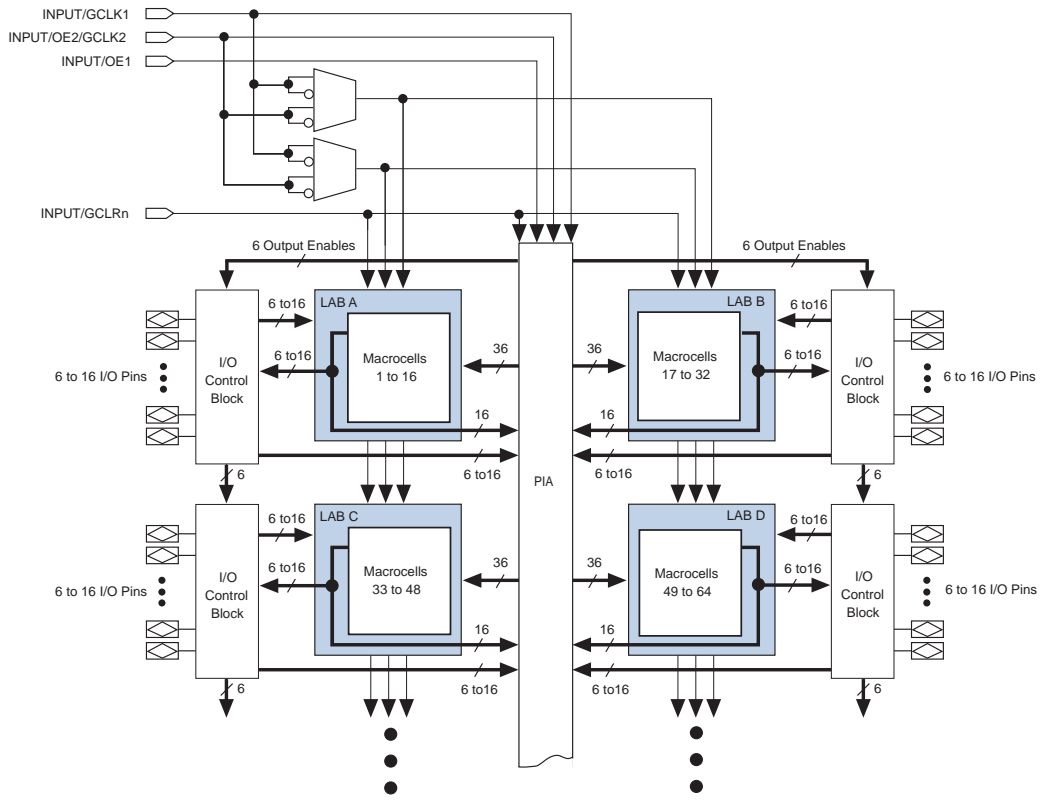 INPUT/GCLK1
INPUT/OE2/GCLK2
INPUT/OE1
INPUT/GCLRn
6 Output Enables
6 Output Enables
LAB A
LAB B
6 to16
6 to16
Macrocells
1 to 16
Macrocells
17 to 32
I/O
Control
Block
I/O
Control
Block
6 to 16 I/O Pins
6 to 16 I/O Pins
6 to16
36
36
6 to16
16
16
6 to16
6 to16
6
6
PIA
LAB C
LAB D
6 to16
6 to16
Macrocells
33 to 48
Macrocells
49 to 64
I/O
Control
Block
I/O
Control
Block
6 to 16 I/O Pins
6 to 16 I/O Pins
6 to16
36
36
6 to16
16
16
6 to16
6 to16
6
6